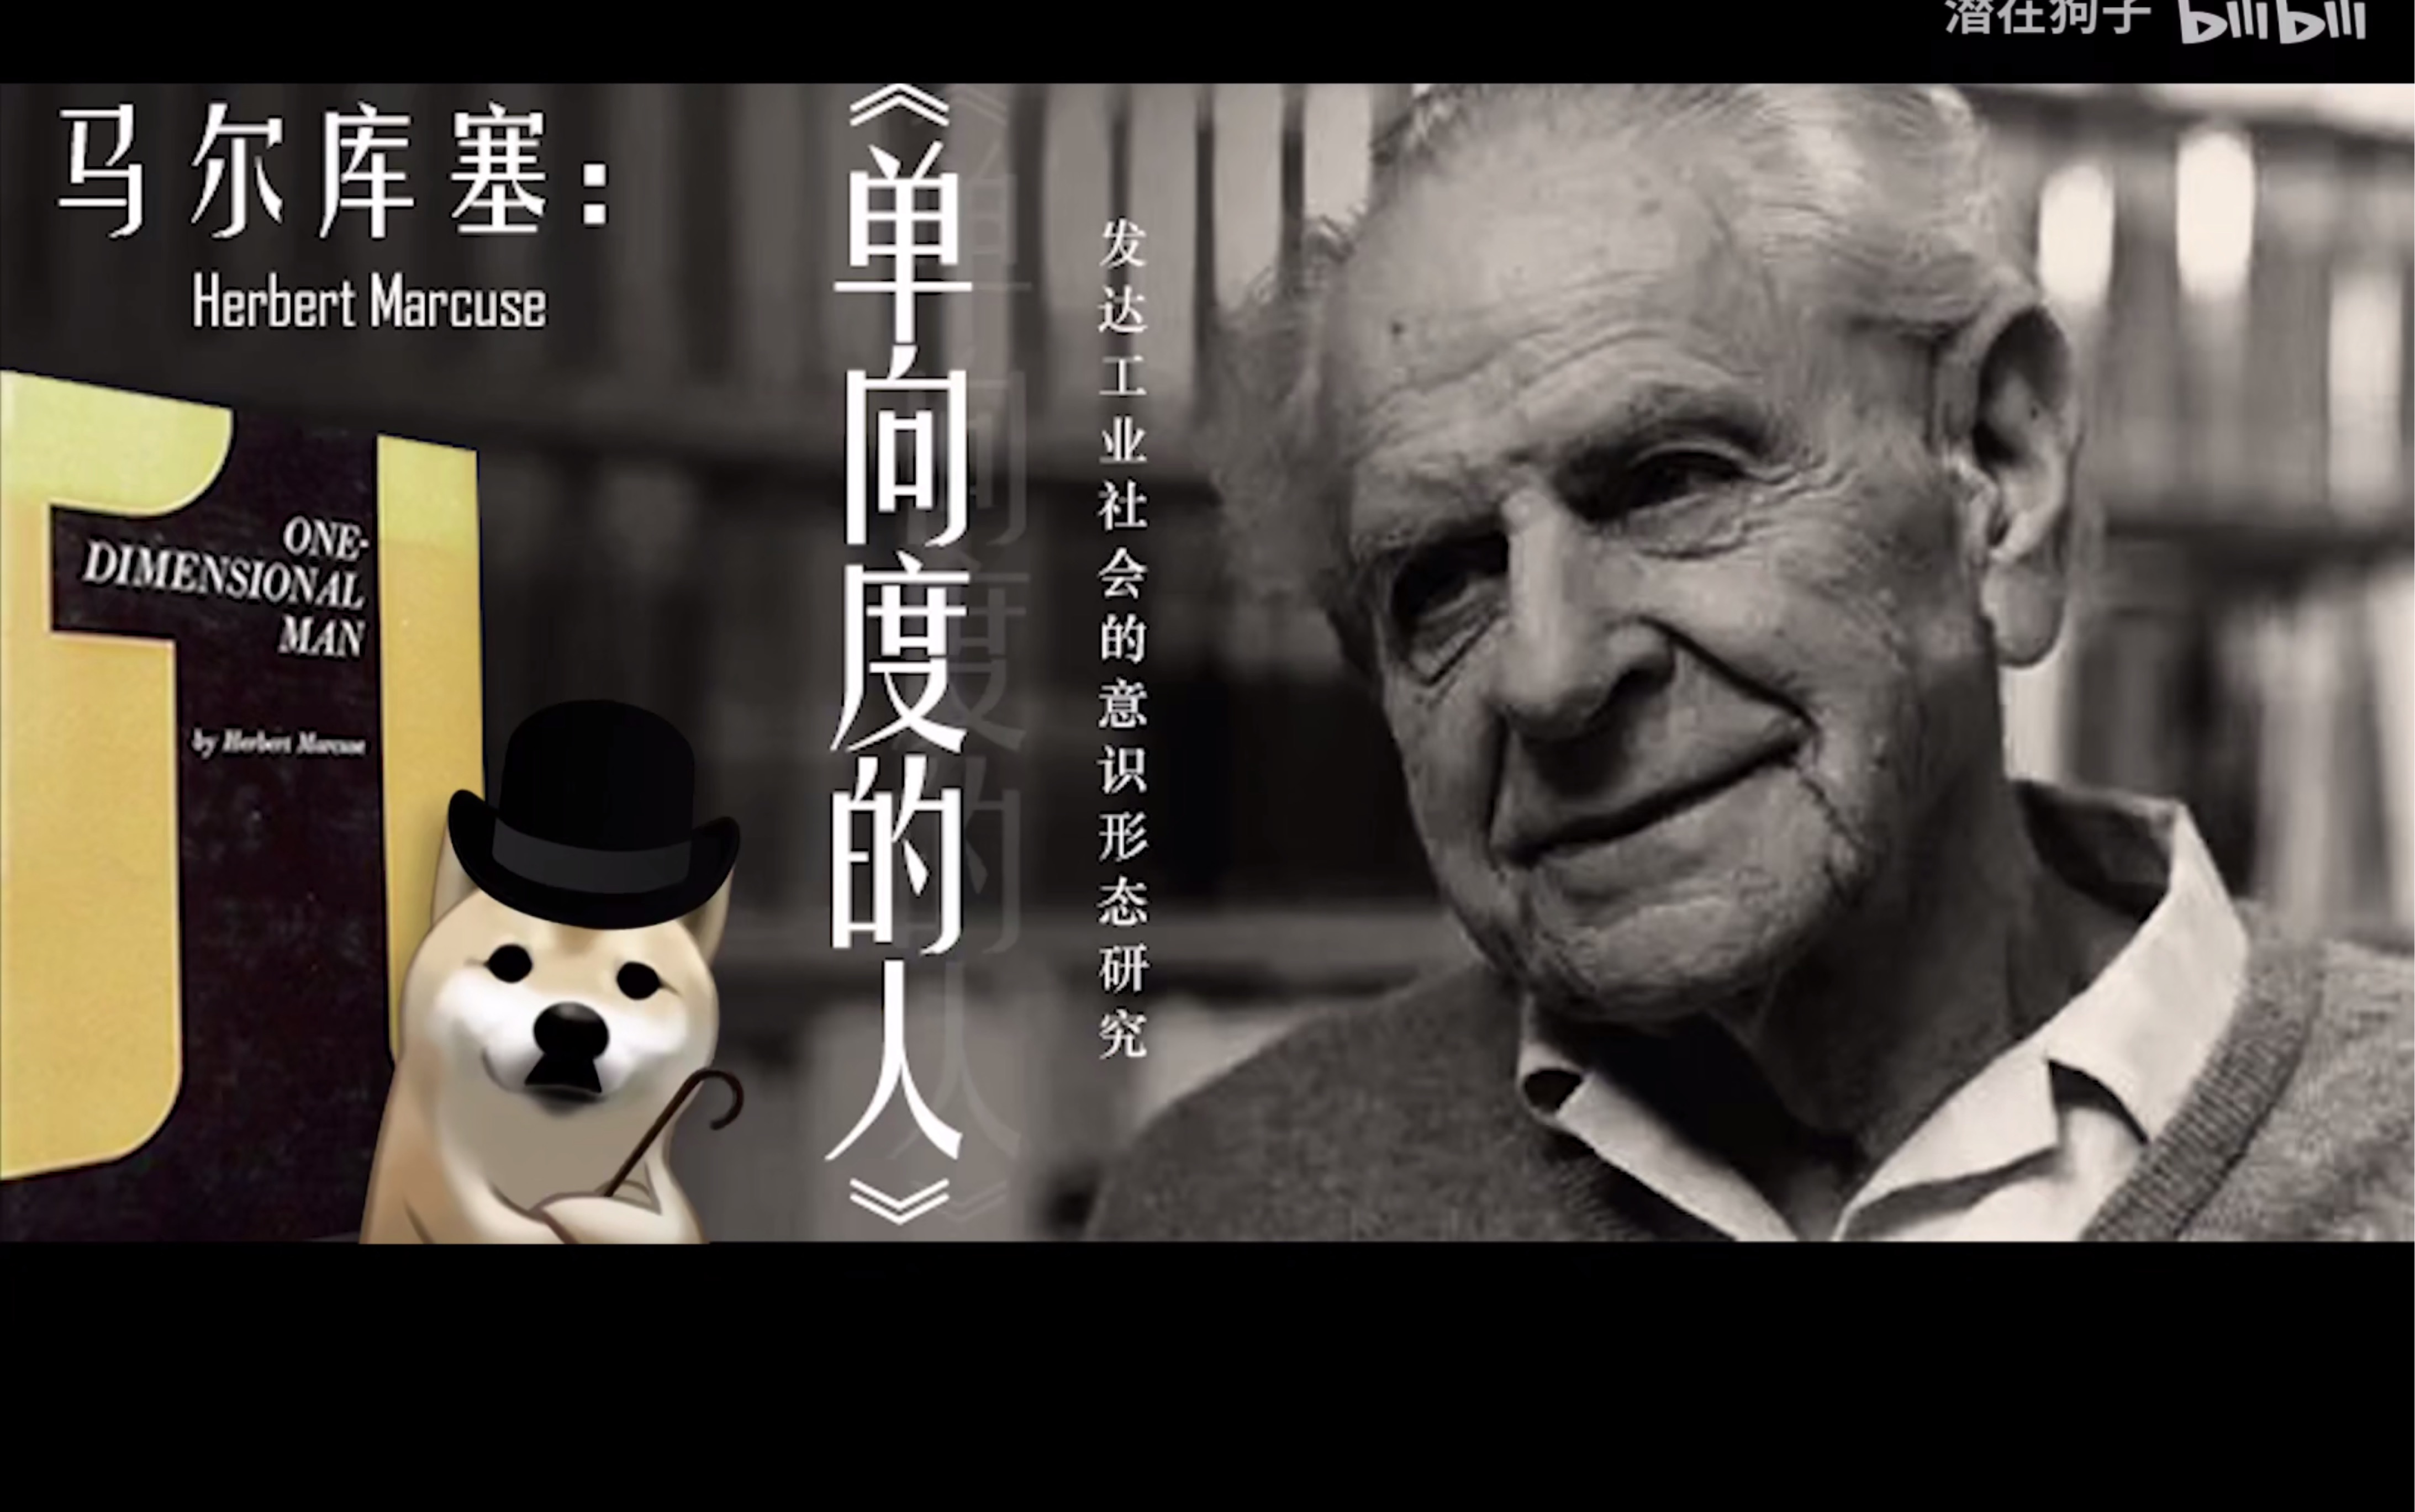 潜在狗子 bilibili
马尔库塞：
Herbert Marcuse
《单向度的人》
发达工业社会的意识形态研究
ONE-
DIMENSIONAL
MAN
by Herbert Marcuse